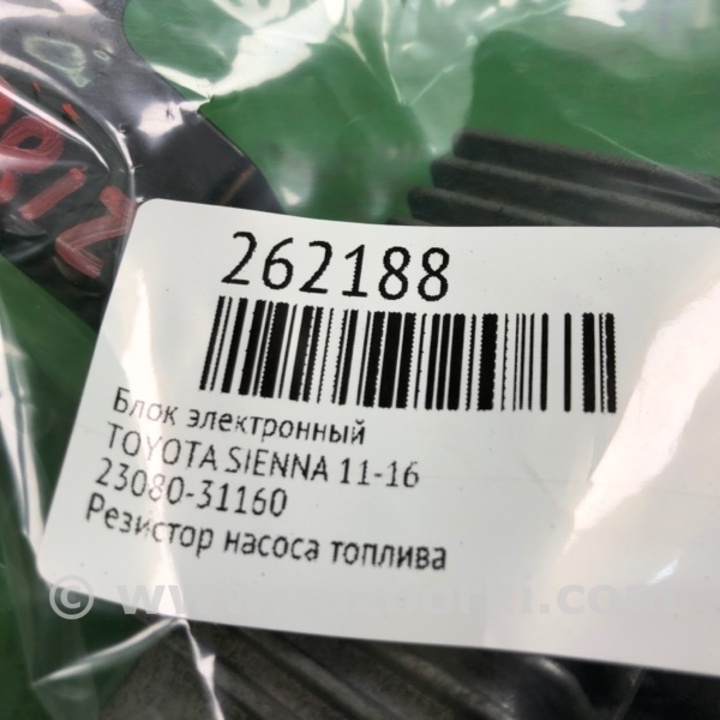 262188
Блок электронный
TOYOTA SIENNA 11-16
23080-31160
Резистор насоса топлива